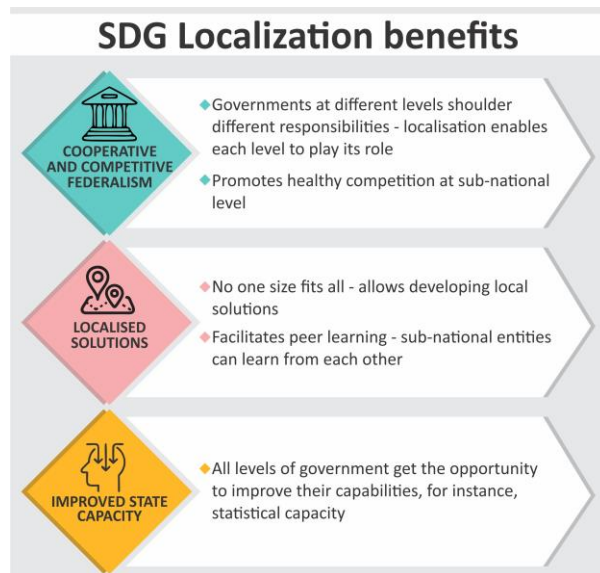 SDG Localization benefits
COOPERATIVE
AND COMPETITIVE
FEDERALISM
Governments at different levels shoulder
different responsibilities - localisation enables
each level to play its role
Promotes healthy competition at sub-national
level
LOCALISED
SOLUTIONS
No one size fits all - allows developing local
solutions
Facilitates peer learning - sub-national entities
can learn from each other
IMPROVED STATE
CAPACITY
All levels of government get the opportunity
to improve their capabilities, for instance,
statistical capacity